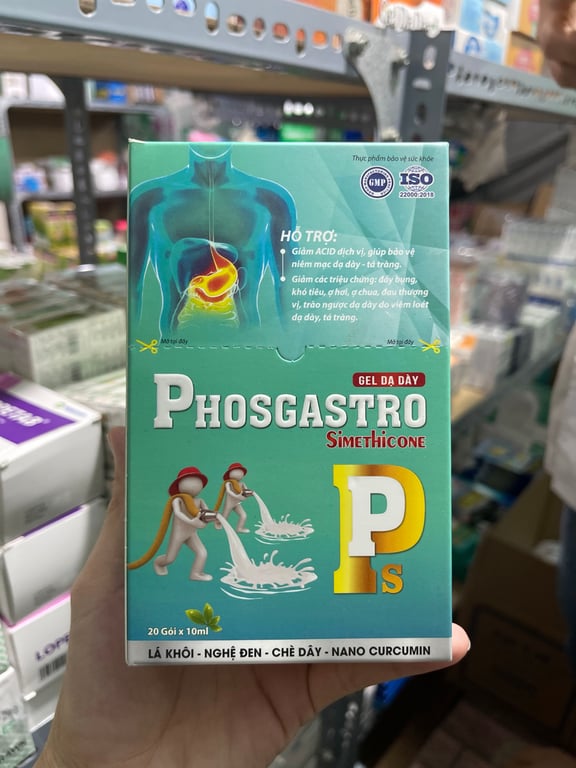 Thực phẩm bảo vệ sức khỏe
GMP
ISO
22000:2018
HỖ TRỢ:
Giảm ACID dịch vị, giúp bảo vệ
niêm mạc dạ dày - tá tràng.
Giảm các triệu chứng: đầy bụng,
khó tiêu, ợ hơi, ợ chua, đau thượng
vị, trào ngược dạ dày do viêm loét
dạ dày, tá tràng.
Mở tại đây
Mở tại đây
GEL DẠ DÀY
PHOSGASTRO
SIMETHICONE
P
P
S
20 Gói x 10ml
LÁ KHÔI - NGHỆ ĐEN - CHÈ DÂY - NANO CURCUMIN